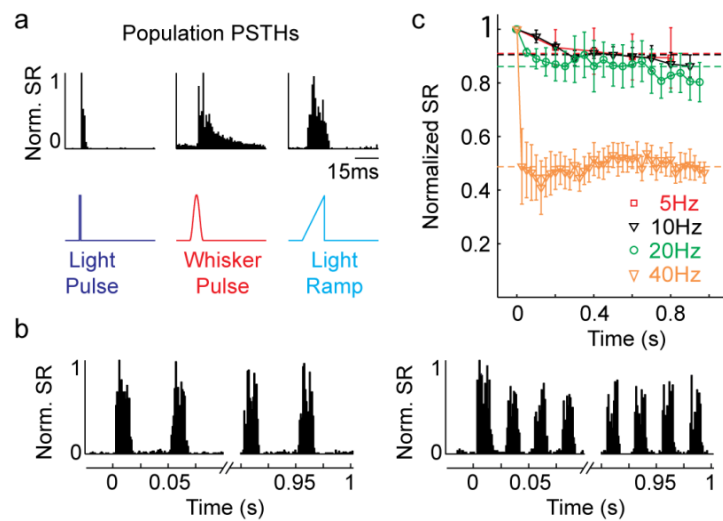 a
Population PSTHs
Norm. SR
1
0
15ms
Light Pulse
Whisker Pulse
Light Ramp
c
Normalized SR
1
0.8
0.6
0.4
0.2
5Hz
10Hz
20Hz
40Hz
0 0.4 0.8
Time (s)
b
Norm. SR
1
0
0 0.05 0.95 1
Time (s)
Norm. SR
1
0
0 0.05 0.95 1
Time (s)